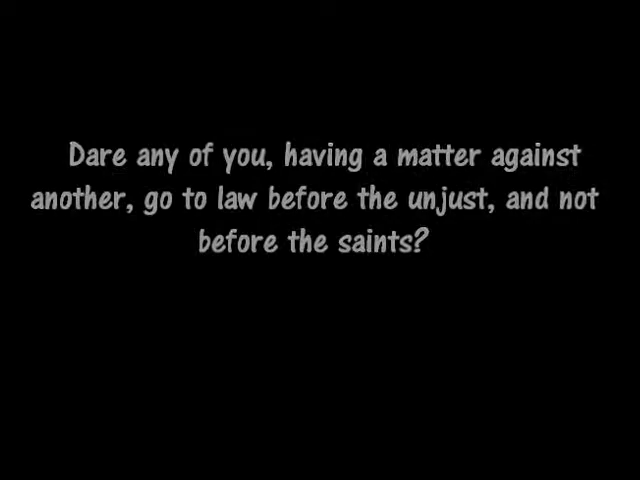 Dare any of you, having a matter against
another, go to law before the unjust, and not
before the saints?